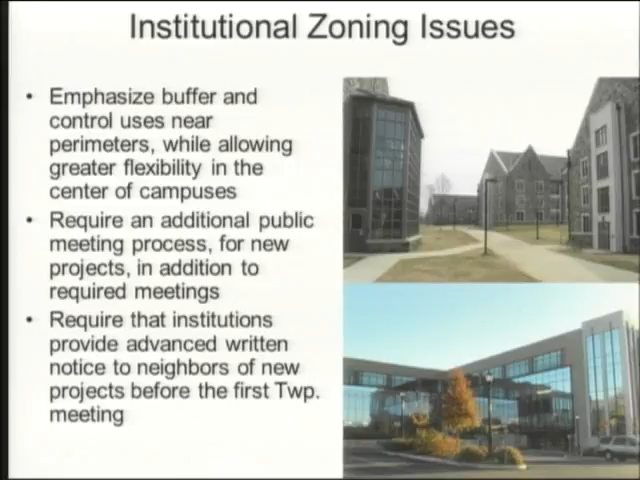 Institutional Zoning Issues
• Emphasize buffer and
control uses near
perimeters, while allowing
greater flexibility in the
center of campuses
• Require an additional public
meeting process, for new
projects, in addition to
required meetings
• Require that institutions
provide advanced written
notice to neighbors of new
projects before the first Twp.
meeting